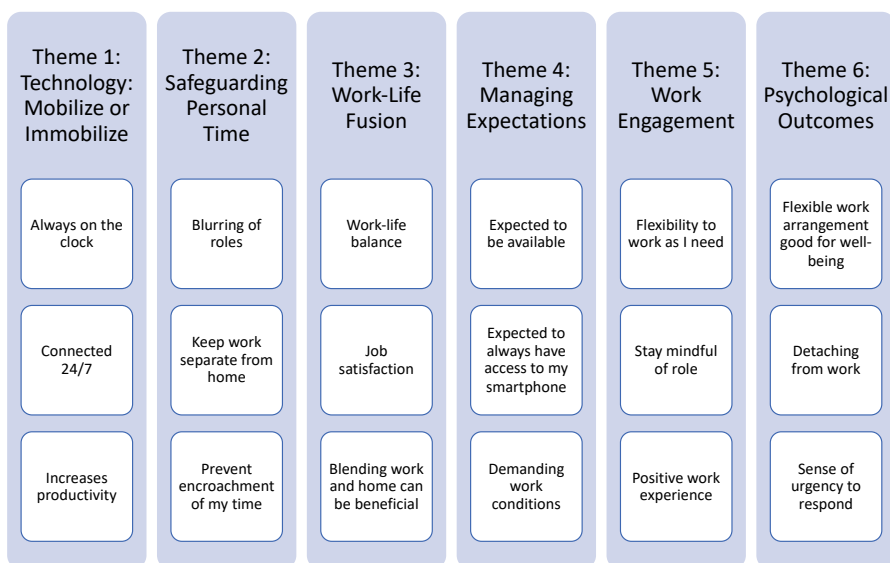 Theme 1:
Technology:
Mobilize or
Immobilize
Always on the
clock
Connected
24/7
Increases
productivity
Theme 2:
Safeguarding
Personal
Time
Blurring of
roles
Keep work
separate from
home
Prevent
encroachment
of my time
Theme 3:
Work-Life
Fusion
Work-life
balance
Job
satisfaction
Blending work
and home can
be beneficial
Theme 4:
Managing
Expectations
Expected to
be available
Expected to
always have
access to my
smartphone
Demanding
work
conditions
Theme 5:
Work
Engagement
Flexibility to
work as I need
Stay mindful
of role
Positive work
experience
Theme 6:
Psychological
Outcomes
Flexible work
arrangement
good for well-
being
Detaching
from work
Sense of
urgency to
respond